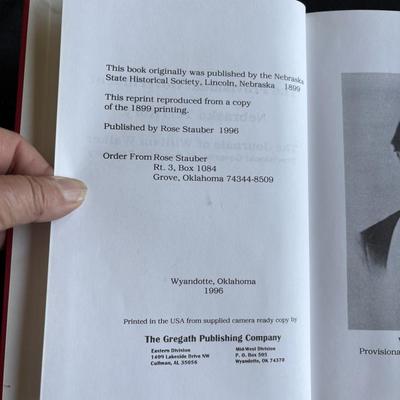 This book originally was published by the Nebraska
State Historical Society, Lincoln, Nebraska 1899
This reprint reproduced from a copy
of the 1899 printing.
Published by Rose Stauber 1996
Order From Rose Stauber
Rt. 3, Box 1084
Grove, Oklahoma 74344-8509
Wyandotte, Oklahoma
1996
Printed in the USA from supplied camera ready copy by
The Gregath Publishing Company
Eastern Division
1499 Lakeside Drive NW
Cullman, AL 35056
Mid-West Division
P. O. Box 505
Wyandotte, OK 74370
Provisional